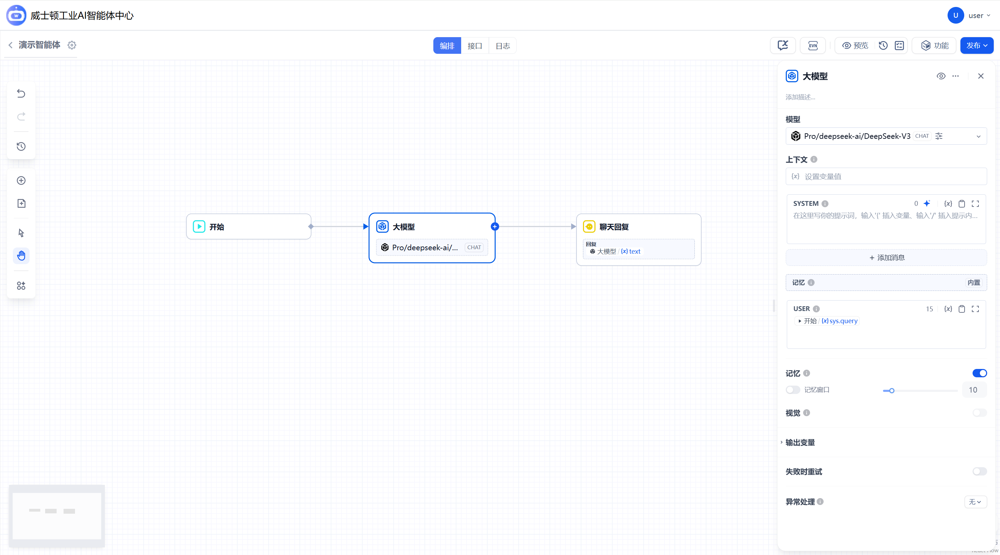 威士顿工业AI智能体中心
U user
演示智能体
编排 接口 日志
EVN
预览
功能
发布
大模型
添加描述...
模型
Pro/deepseek-ai/DeepSeek-V3 CHAT
上下文
{x} 设置变量值
SYSTEM 0 {x}
在这里写你的提示词，输入'{' 插入变量、输入'/' 插入提示内...
+ 添加消息
记忆 内置
USER 15 {x}
开始 / {x} sys.query
记忆
记忆窗口 10
视觉
输出变量
失败时重试
异常处理 无
开始
大模型
Pro/deepseek-ai/... CHAT
聊天回复
回复
大模型 / {x} text